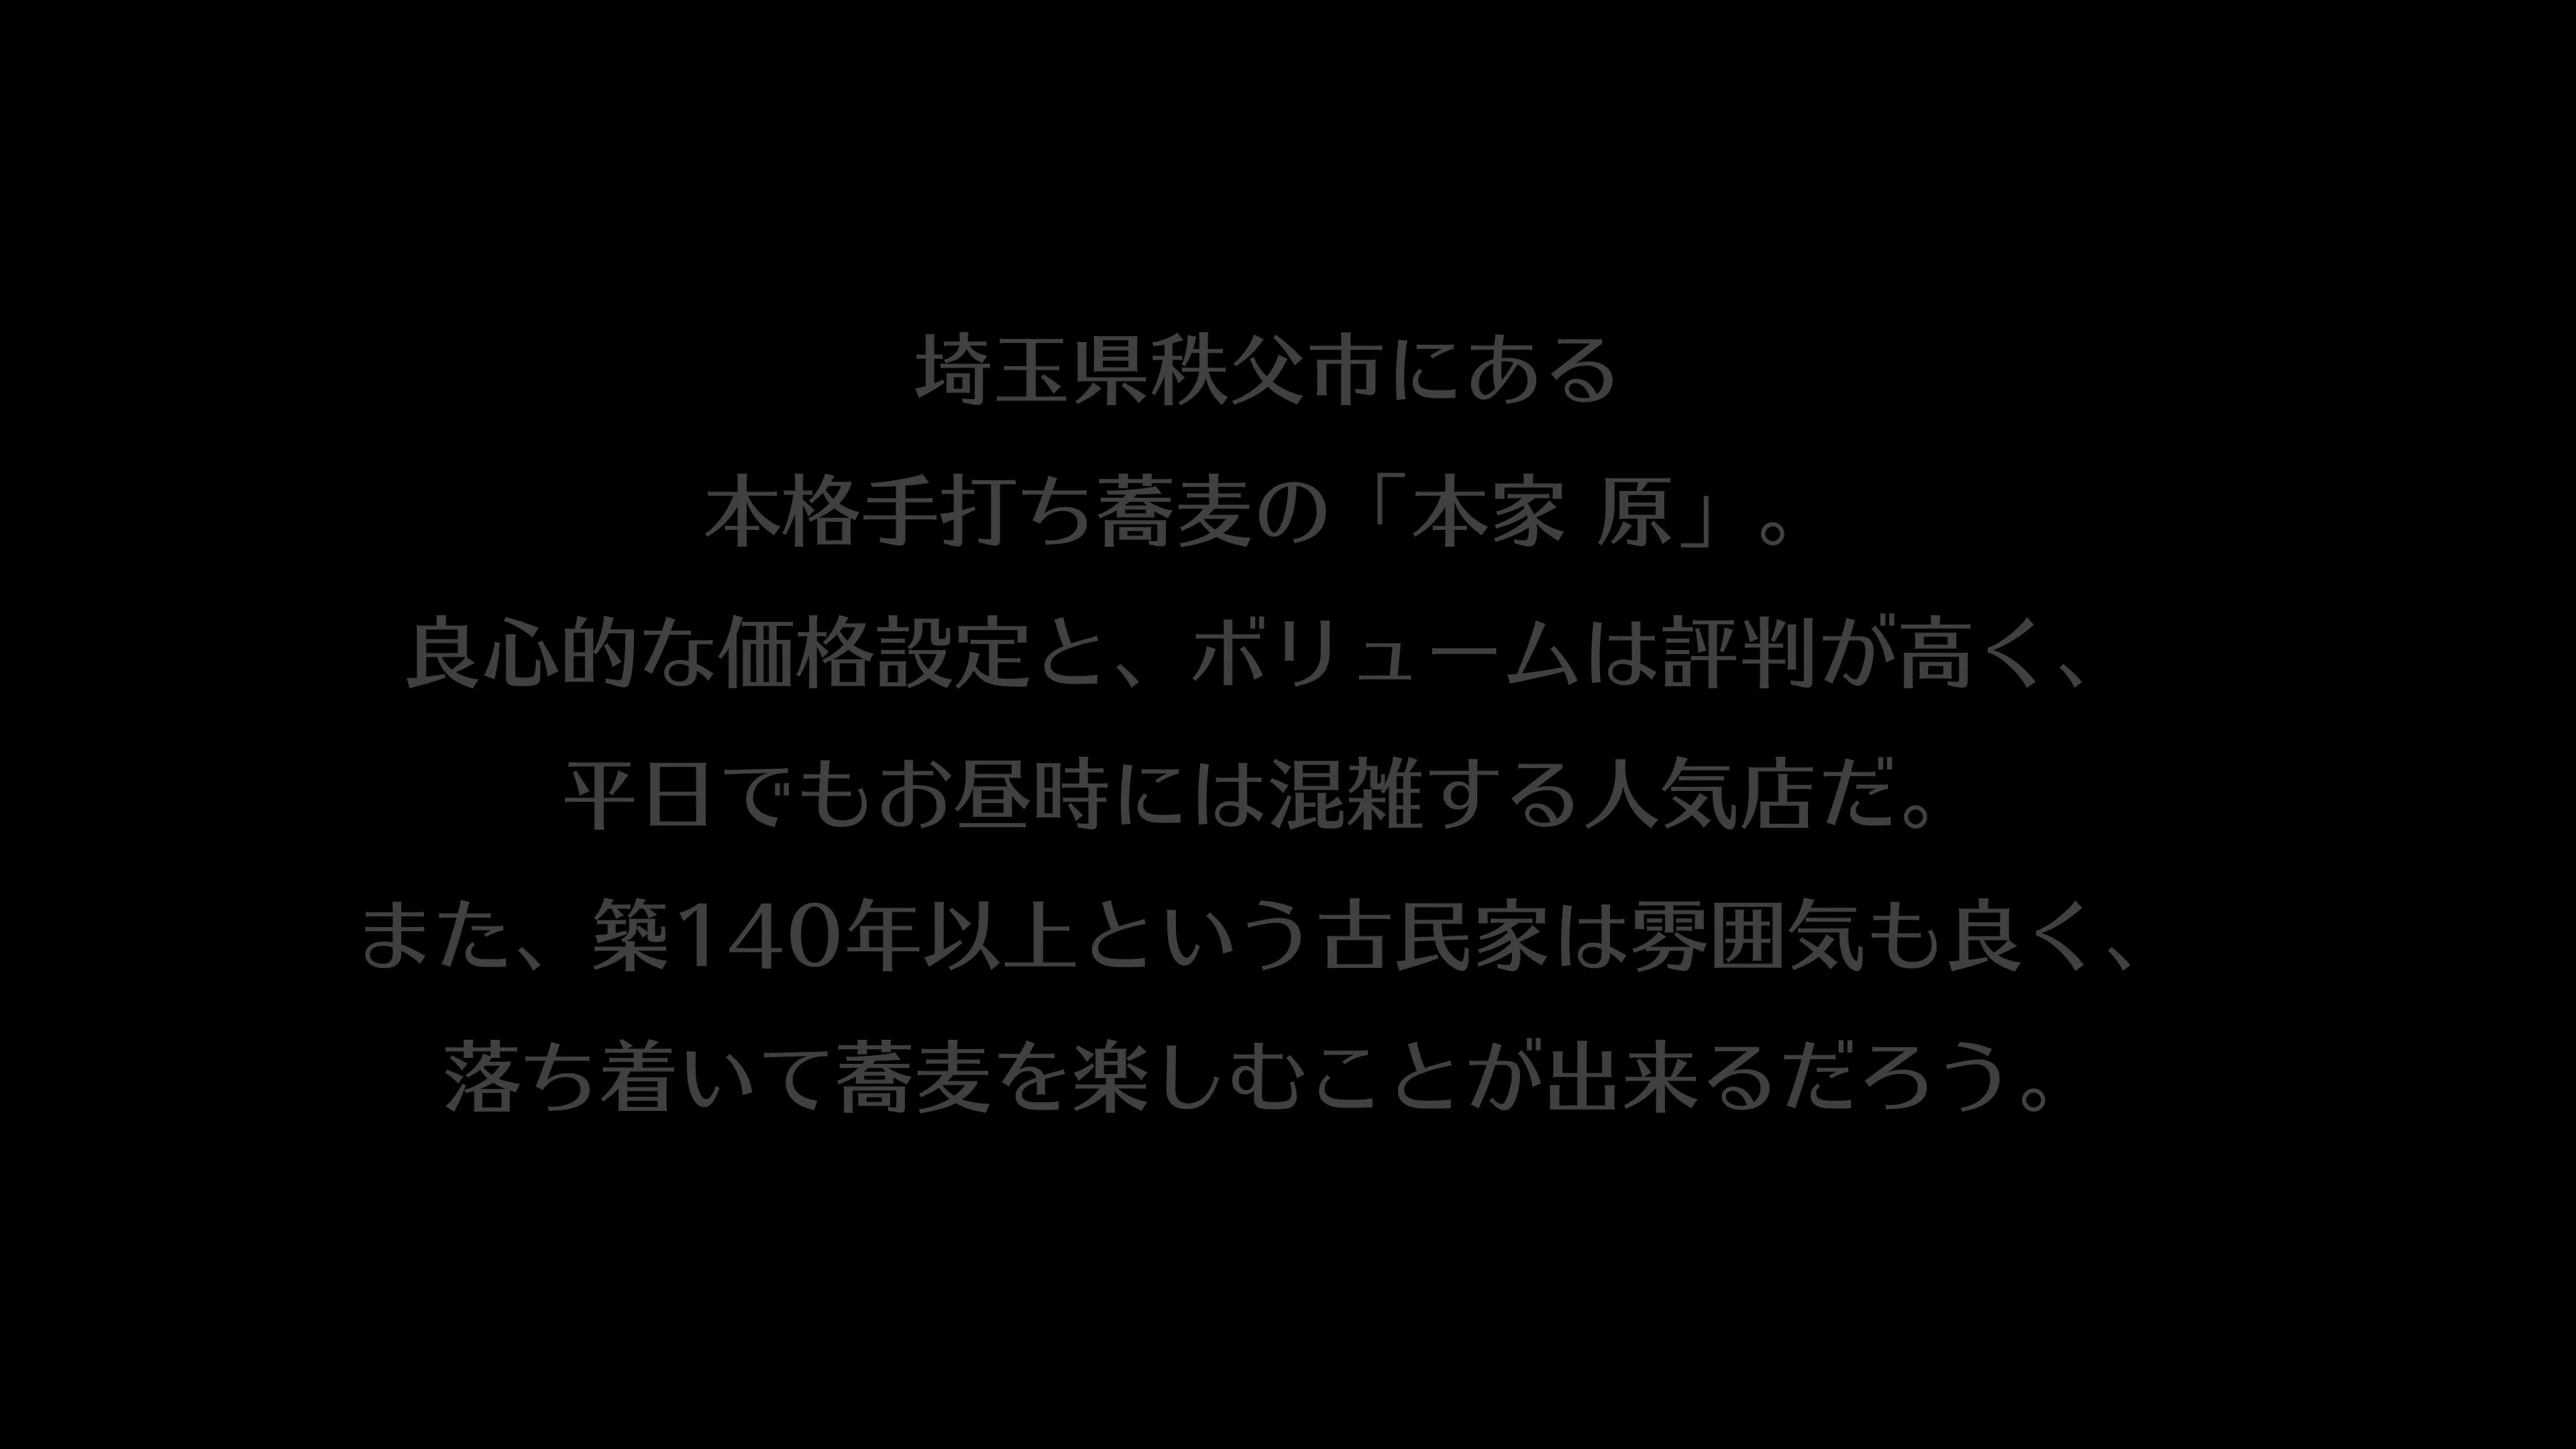 埼玉県秩父市にある
本格手打ち蕎麦の「本家 原」。
良心的な価格設定と、ボリュームは評判が高く、
平日でもお昼時には混雑する人気店だ。
また、築140年以上という古民家は雰囲気も良く、
落ち着いて蕎麦を楽しむことが出来るだろう。